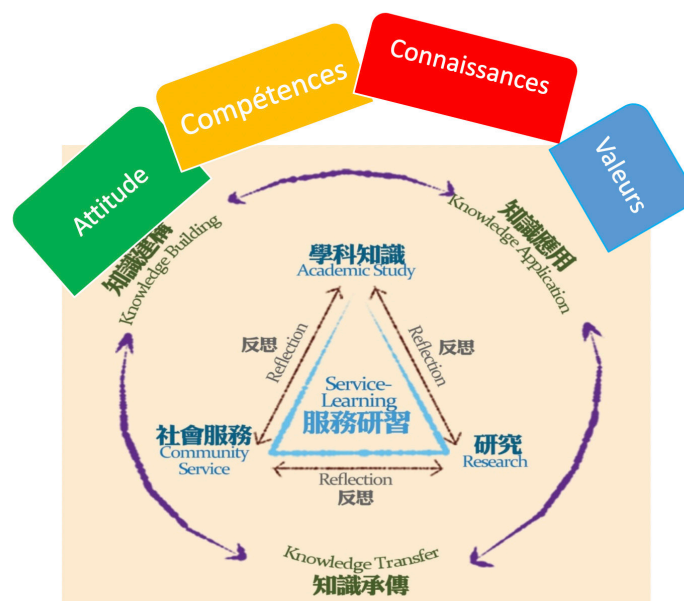 Attitude
Compétences
Connaissances
Valeurs
知識建構
Knowledge Building
知識應用
Knowledge Application
學科知識
Academic Study
反思
Reflection
Reflection
反思
Service-
Learning
服務研習
社會服務
Community
Service
研究
Research
Reflection
反思
Knowledge Transfer
知識承傳